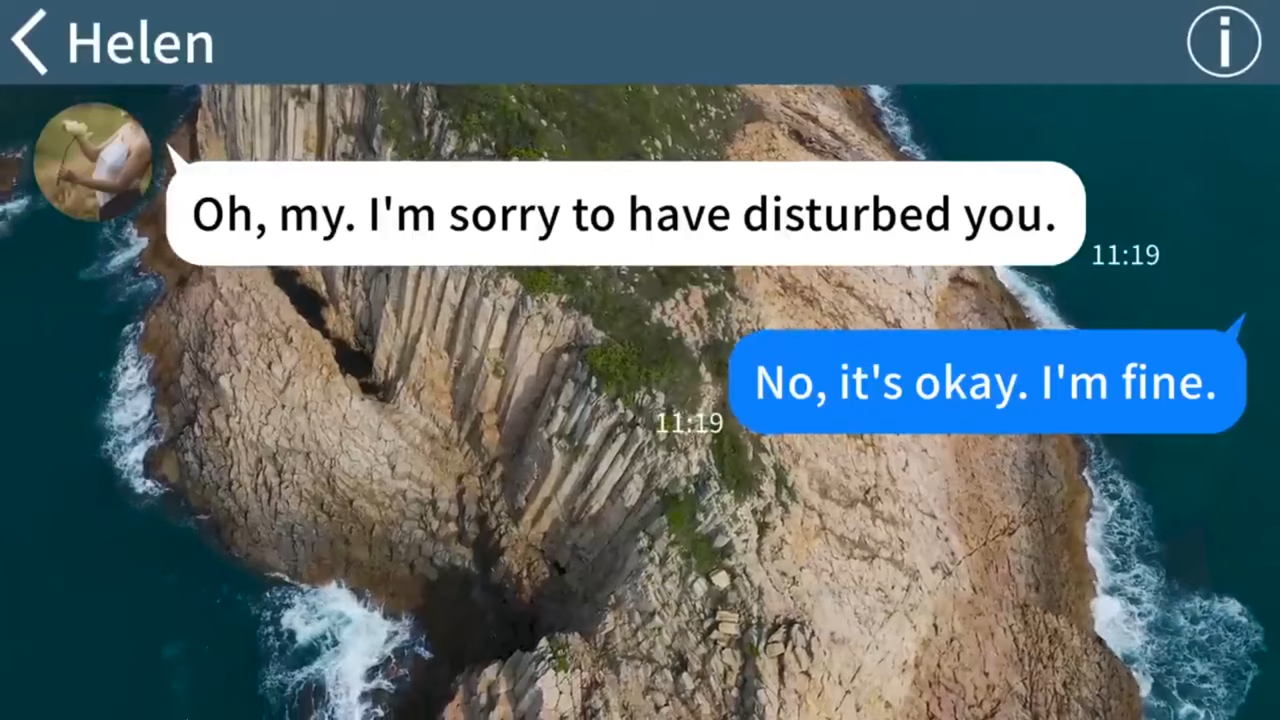 Helen
Oh, my. I'm sorry to have disturbed you.
11:19
No, it's okay. I'm fine.
11:19